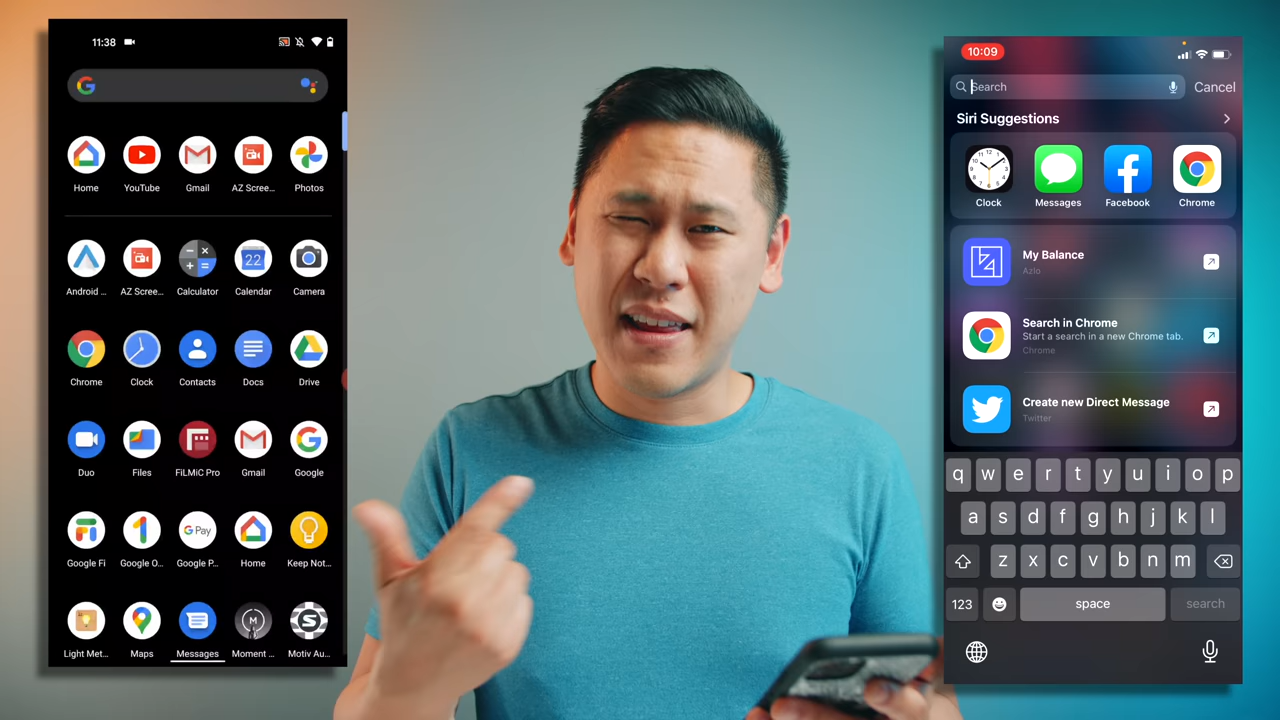 11:38
Home YouTube Gmail AZ Scree... Photos
Android ... AZ Scree... Calculator Calendar Camera
22
Chrome Clock Contacts Docs Drive
Duo Files FiLMiC Pro Gmail Google
G Pay
Google Fi Google O... Google P... Home Keep Not...
Light Met... Maps Messages Moment ... Motiv Au...
10:09
Search Cancel
Siri Suggestions
Clock Messages Facebook Chrome
My Balance
Azlo
Search in Chrome
Start a search in a new Chrome tab.
Chrome
Create new Direct Message
Twitter
q w e r t y u i o p
a s d f g h j k l
z x c v b n m
123 space search